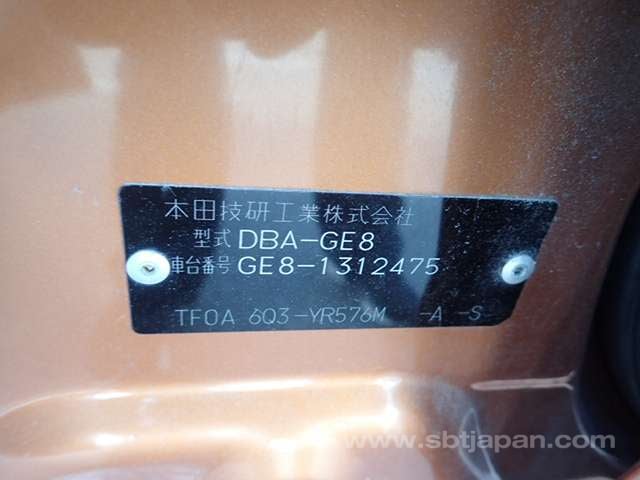 本田技研工業株式会社
型式 DBA-GE8
車台番号 GE8-1312475
TF0A 6Q3-YR576M -A -S
www.sbtjapan.com